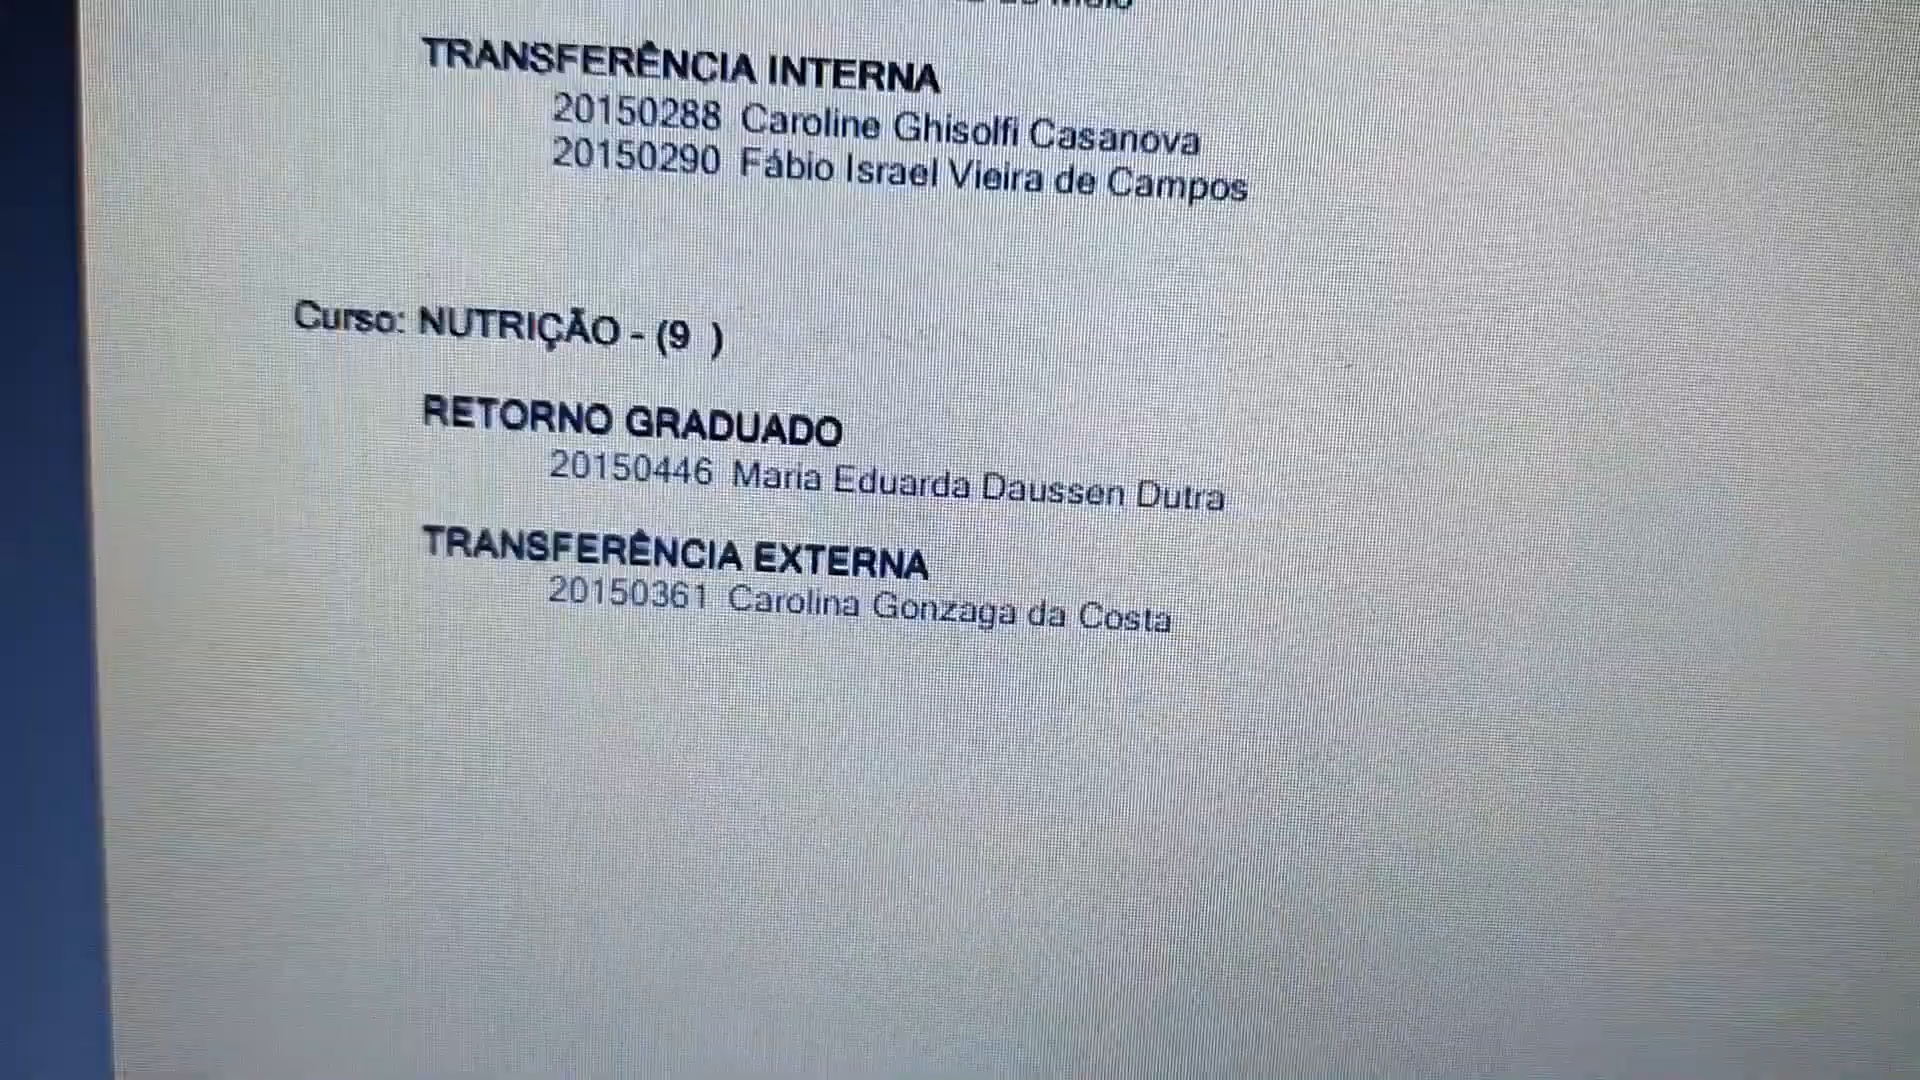 TRANSFERÊNCIA INTERNA
20150288 Caroline Ghisolfi Casanova
20150290 Fábio Israel Vieira de Campos
Curso: NUTRIÇÃO - (9 )
RETORNO GRADUADO
20150446 Maria Eduarda Daussen Dutra
TRANSFERÊNCIA EXTERNA
20150361 Carolina Gonzaga da Costa